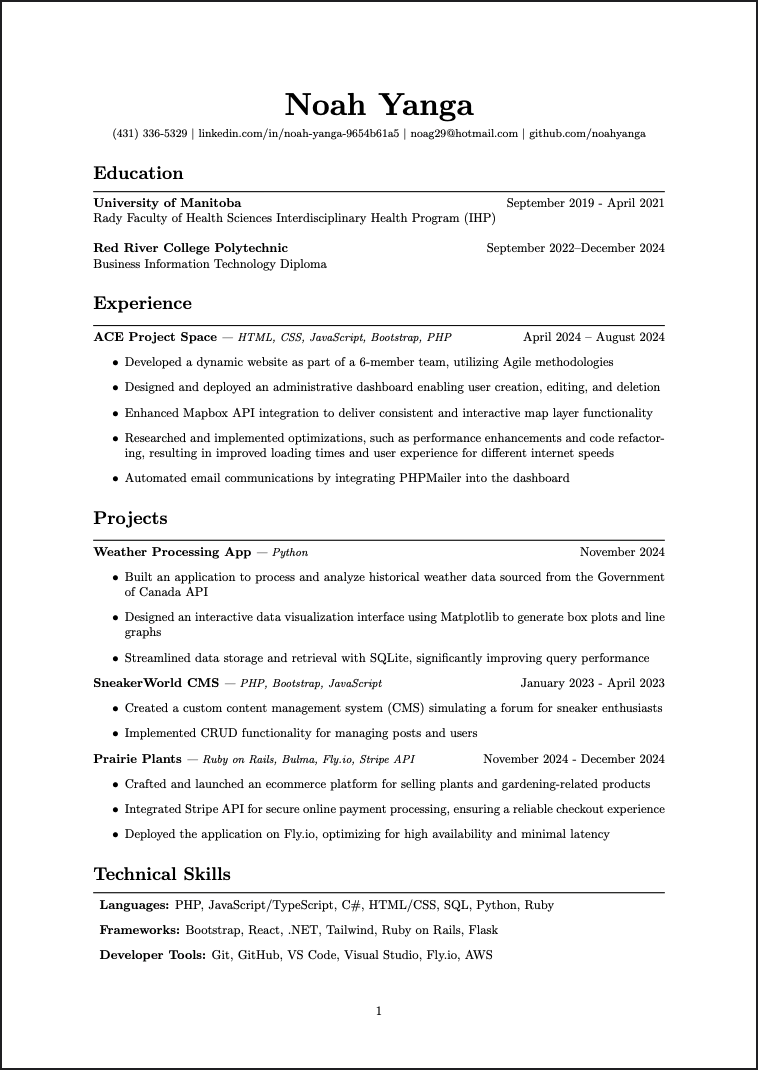 Noah Yanga
(431) 336-5329 | linkedin.com/in/noah-yanga-9654b61a5 | noag29@hotmail.com | github.com/noahyanga
Education
University of Manitoba September 2019 - April 2021
Rady Faculty of Health Sciences Interdisciplinary Health Program (IHP)
Red River College Polytechnic September 2022–December 2024
Business Information Technology Diploma
Experience
ACE Project Space — HTML, CSS, JavaScript, Bootstrap, PHP April 2024 – August 2024
• Developed a dynamic website as part of a 6-member team, utilizing Agile methodologies
• Designed and deployed an administrative dashboard enabling user creation, editing, and deletion
• Enhanced Mapbox API integration to deliver consistent and interactive map layer functionality
• Researched and implemented optimizations, such as performance enhancements and code refactor-
ing, resulting in improved loading times and user experience for different internet speeds
• Automated email communications by integrating PHPMailer into the dashboard
Projects
Weather Processing App — Python November 2024
• Built an application to process and analyze historical weather data sourced from the Government
of Canada API
• Designed an interactive data visualization interface using Matplotlib to generate box plots and line
graphs
• Streamlined data storage and retrieval with SQLite, significantly improving query performance
SneakerWorld CMS — PHP, Bootstrap, JavaScript January 2023 - April 2023
• Created a custom content management system (CMS) simulating a forum for sneaker enthusiasts
• Implemented CRUD functionality for managing posts and users
Prairie Plants — Ruby on Rails, Bulma, Fly.io, Stripe API November 2024 - December 2024
• Crafted and launched an ecommerce platform for selling plants and gardening-related products
• Integrated Stripe API for secure online payment processing, ensuring a reliable checkout experience
• Deployed the application on Fly.io, optimizing for high availability and minimal latency
Technical Skills
Languages: PHP, JavaScript/TypeScript, C#, HTML/CSS, SQL, Python, Ruby
Frameworks: Bootstrap, React, .NET, Tailwind, Ruby on Rails, Flask
Developer Tools: Git, GitHub, VS Code, Visual Studio, Fly.io, AWS
1